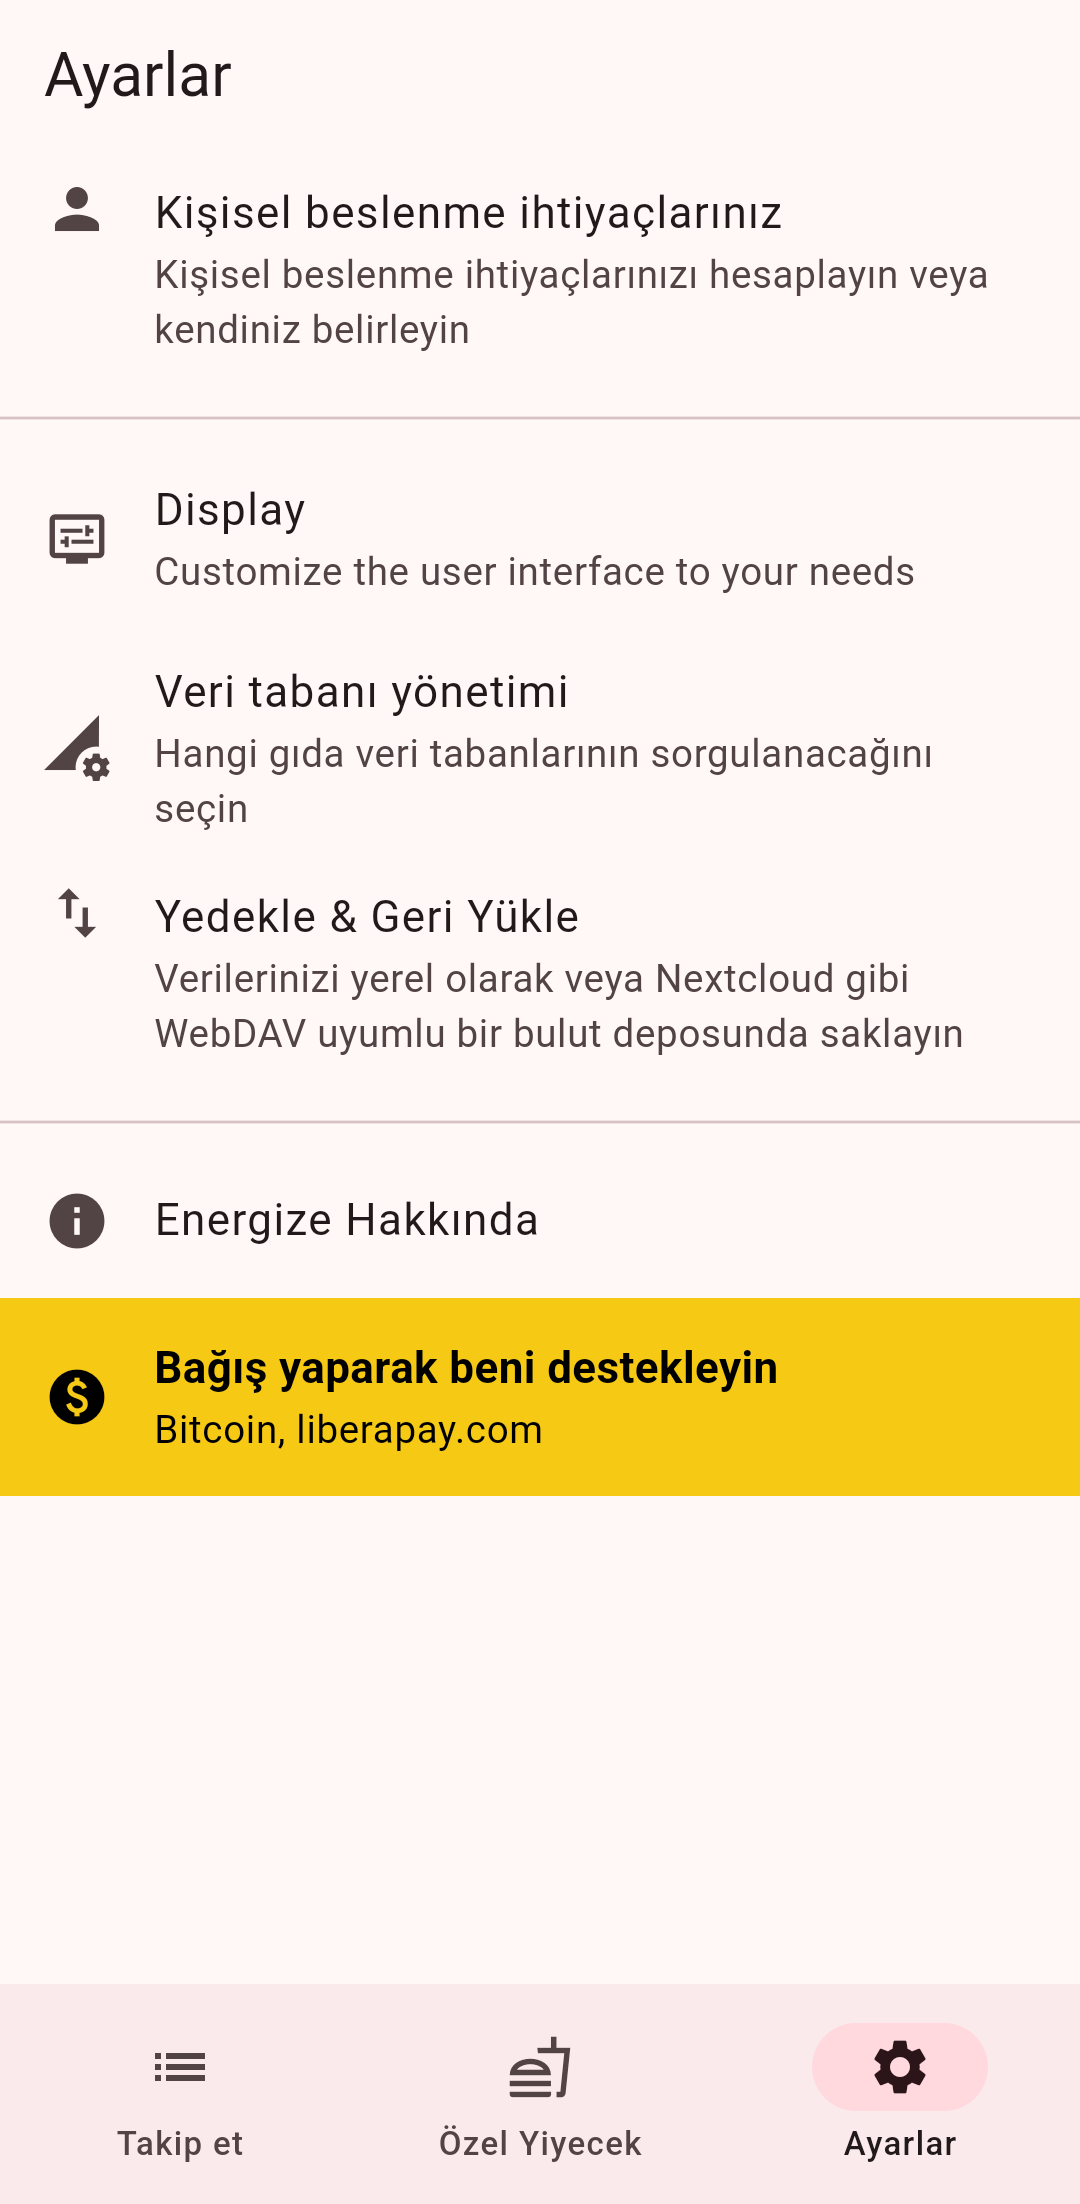 Ayarlar
Kişisel beslenme ihtiyaçlarınız
Kişisel beslenme ihtiyaçlarınızı hesaplayın veya
kendiniz belirleyin
Display
Customize the user interface to your needs
Veri tabanı yönetimi
Hangi gıda veri tabanlarının sorgulanacağını
seçin
Yedekle & Geri Yükle
Verilerinizi yerel olarak veya Nextcloud gibi
WebDAV uyumlu bir bulut deposunda saklayın
Energize Hakkında
Bağış yaparak beni destekleyin
Bitcoin, liberapay.com
Takip et
Özel Yiyecek
Ayarlar